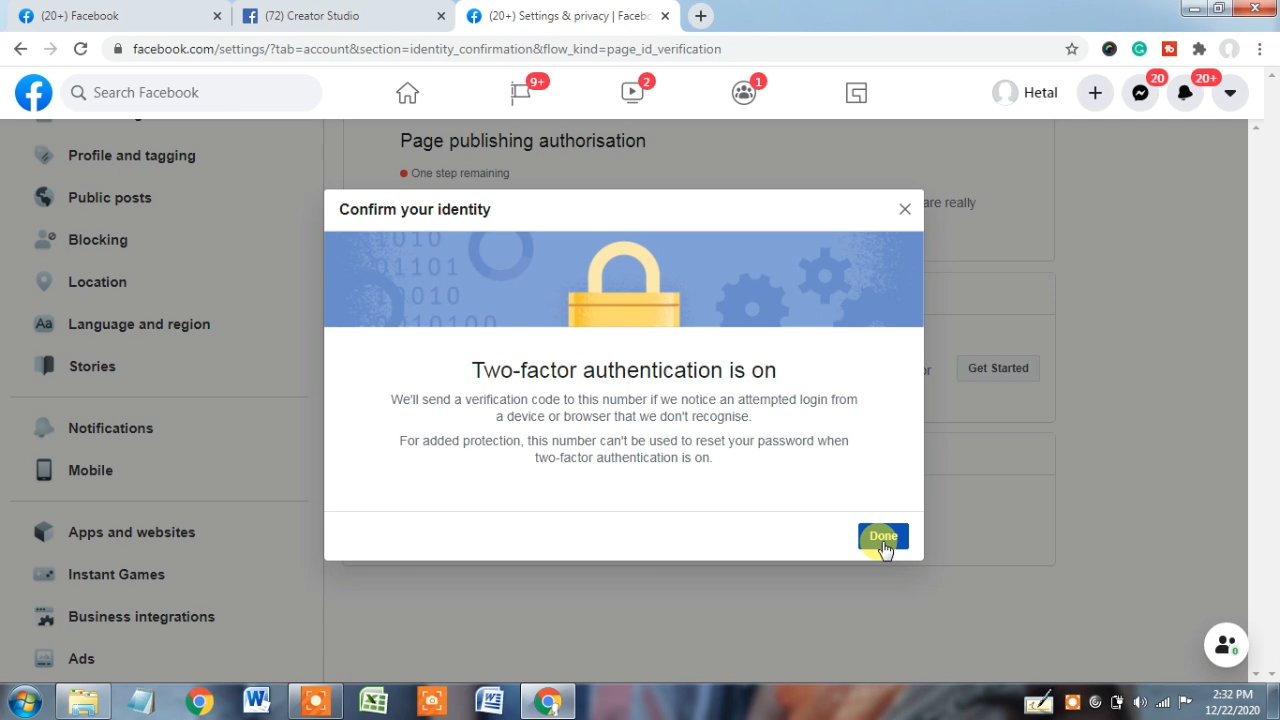 (20+) Facebook
(72) Creator Studio
(20+) Settings & privacy | Facebo
facebook.com/settings/?tab=account&section=identity_confirmation&flow_kind=page_id_verification
Search Facebook
9+
2
1
Hetal
20
20+
Page publishing authorisation
One step remaining
are really
Profile and tagging
Public posts
Blocking
Location
Aa Language and region
Stories
Notifications
Mobile
Apps and websites
Instant Games
Business integrations
Ads
Confirm your identity
Two-factor authentication is on
We'll send a verification code to this number if we notice an attempted login from
a device or browser that we don't recognise.
For added protection, this number can't be used to reset your password when
two-factor authentication is on.
Done
or
Get Started
0
2:32 PM
12/22/2020